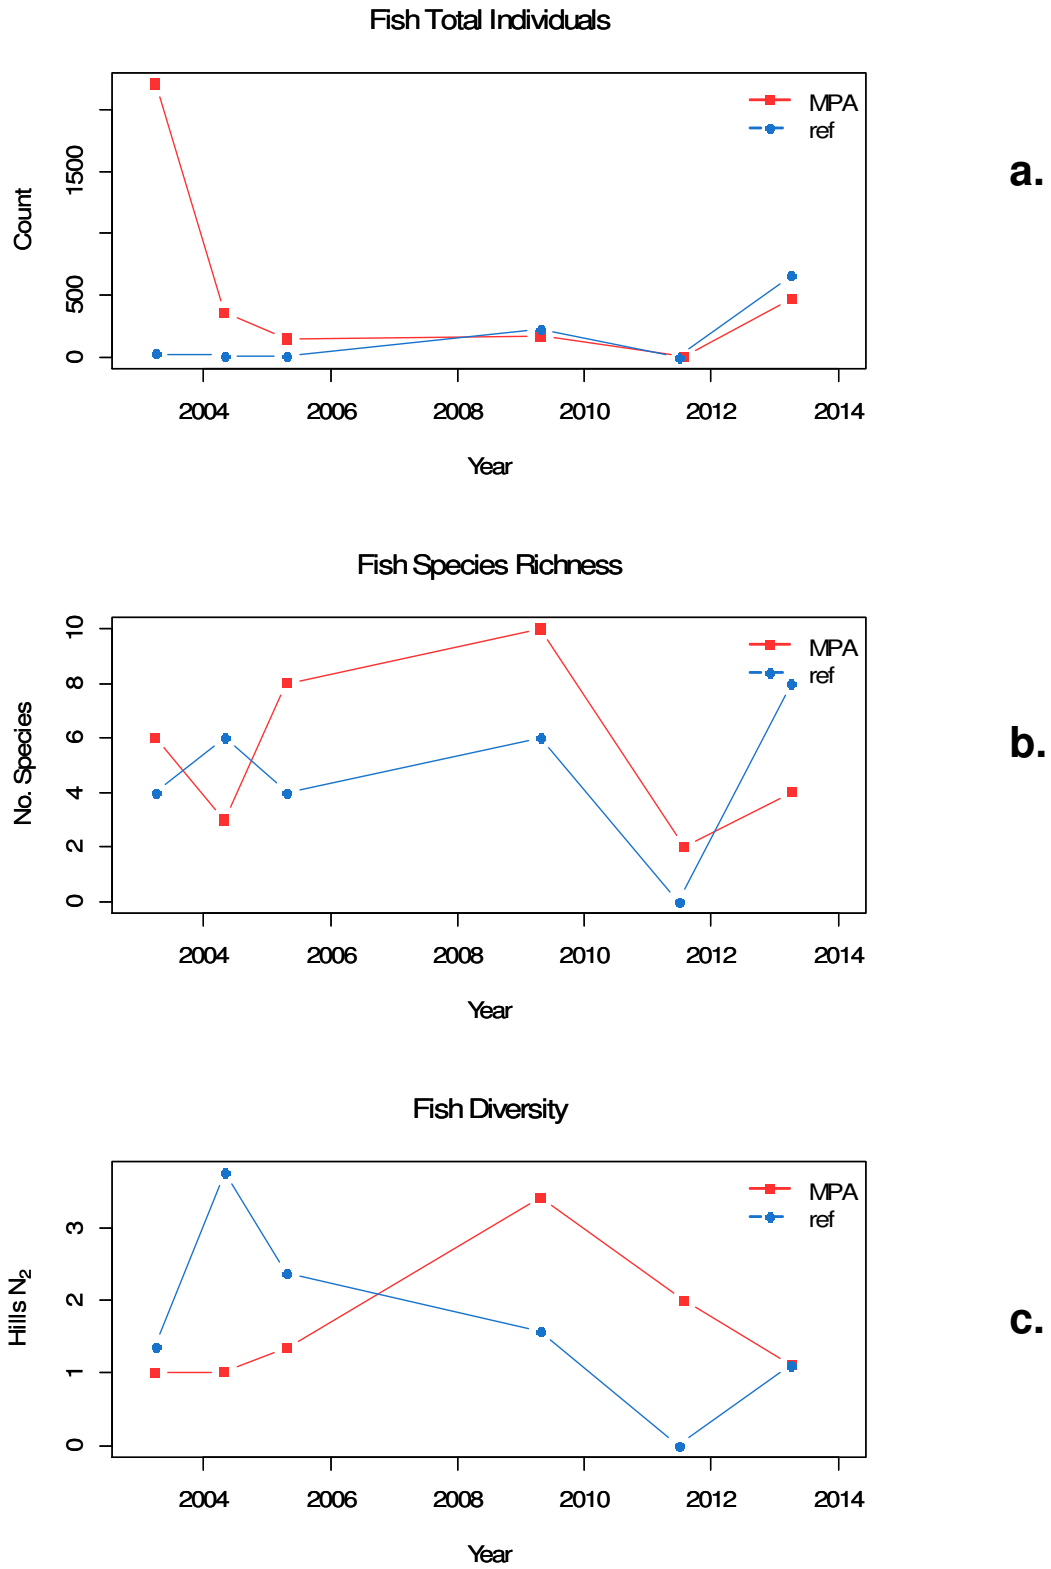 Fish Total Individuals
MPA
ref
a.
Count
1500
500
0
2004 2006 2008 2010 2012 2014
Year
Fish Species Richness
MPA
ref
b.
No. Species
10
8
6
4
2
0
2004 2006 2008 2010 2012 2014
Year
Fish Diversity
MPA
ref
c.
Hills N₂
3
2
1
0
2004 2006 2008 2010 2012 2014
Year